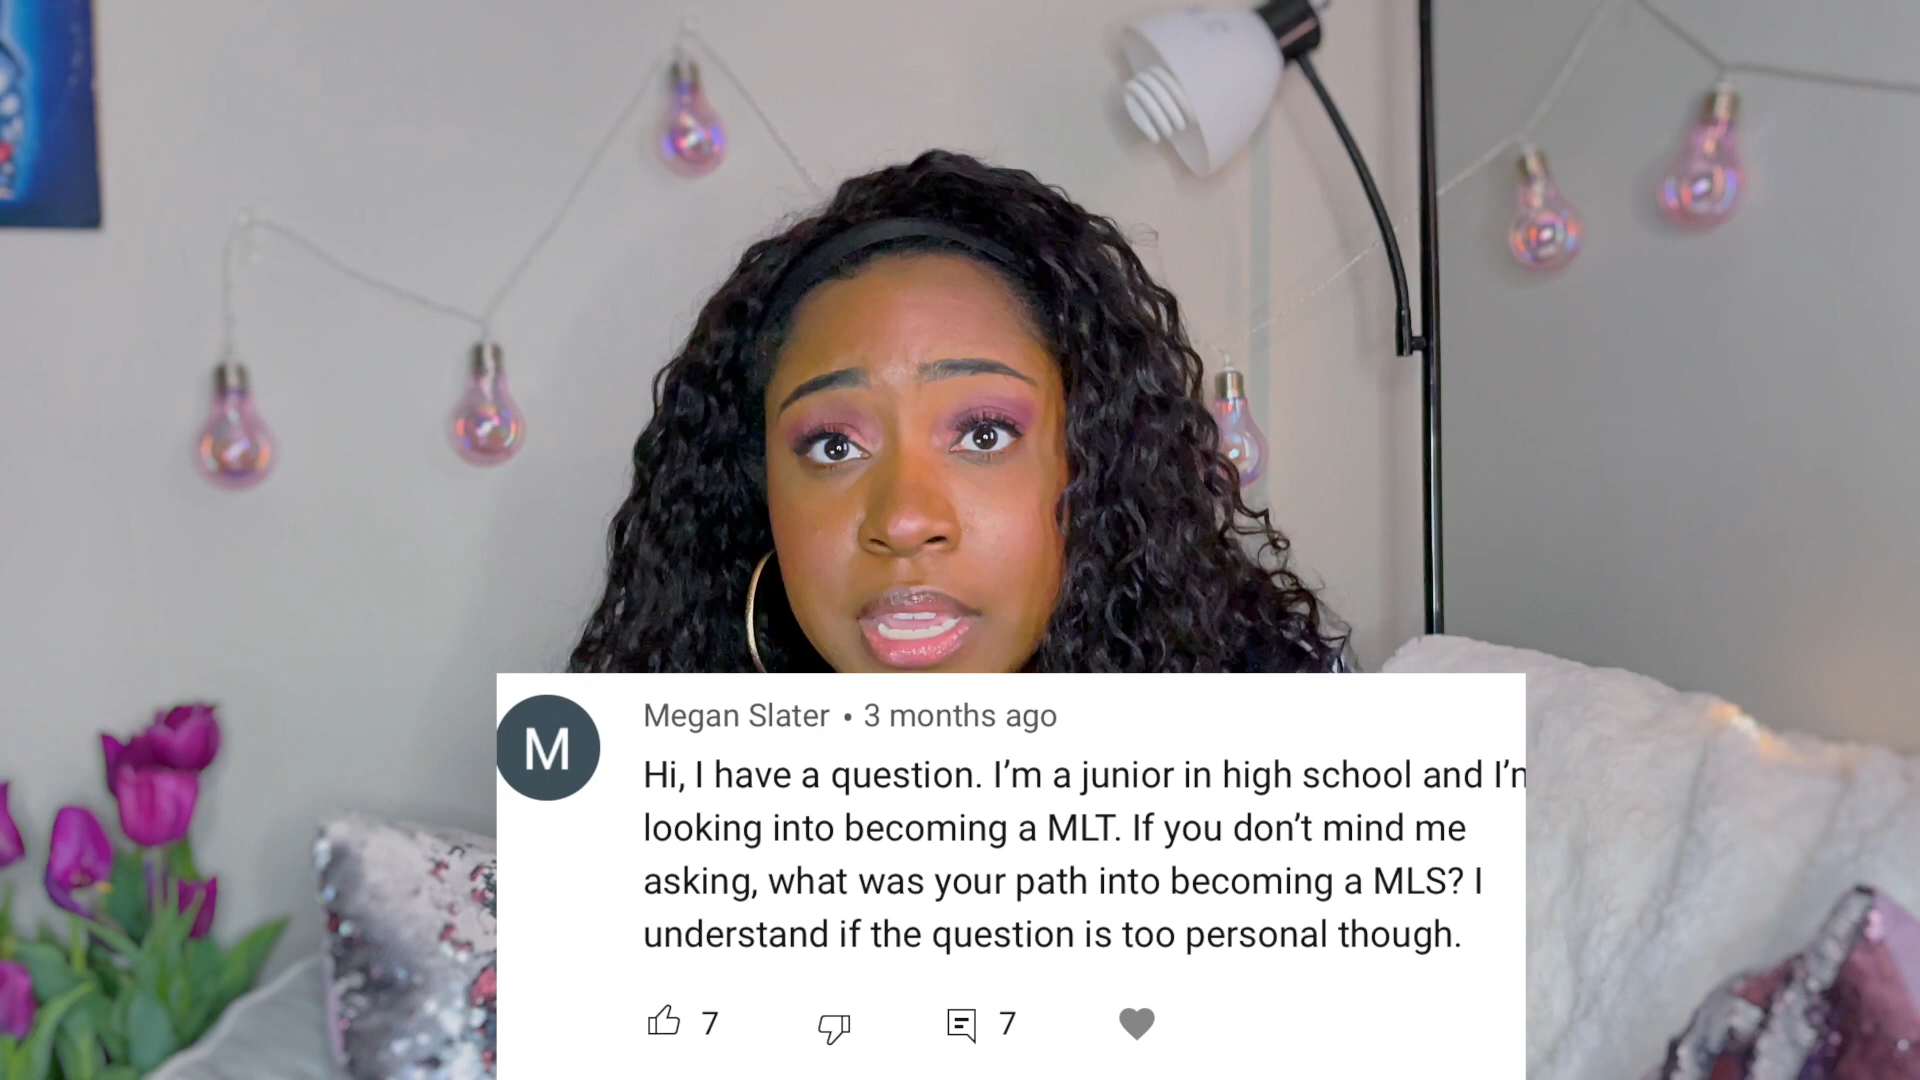 M
Megan Slater • 3 months ago
Hi, I have a question. I’m a junior in high school and I’m
looking into becoming a MLT. If you don’t mind me
asking, what was your path into becoming a MLS? I
understand if the question is too personal though.
7 7